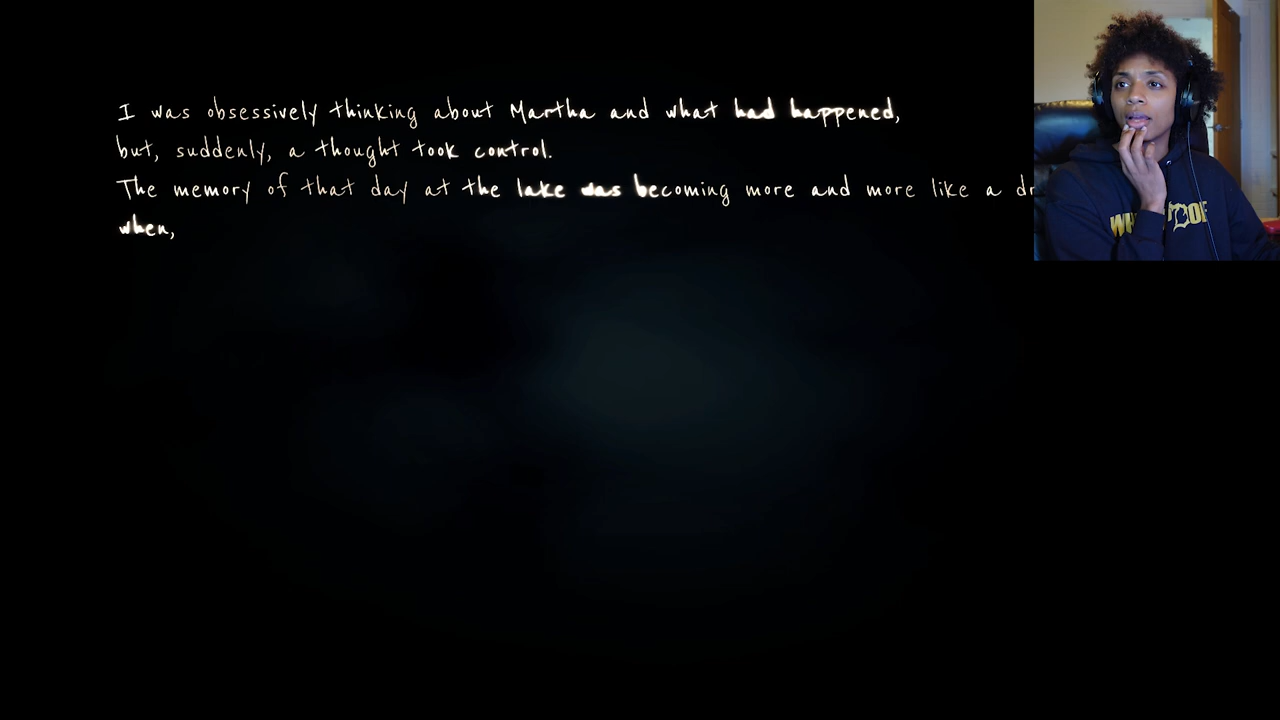 I was obsessively thinking about Martha and what had happened,
but, suddenly, a thought took control.
The memory of that day at the lake was becoming more and more like a
when,